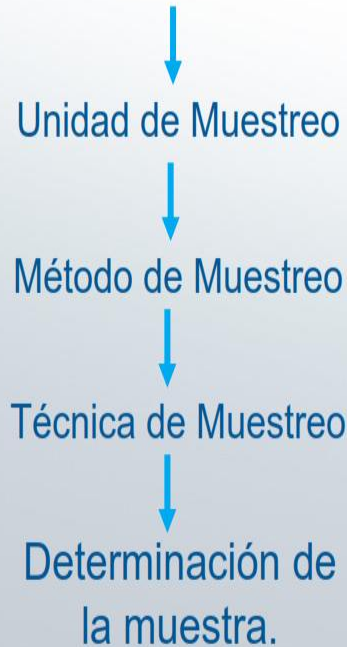 Unidad de Muestreo
Método de Muestreo
Técnica de Muestreo
Determinación de
la muestra.